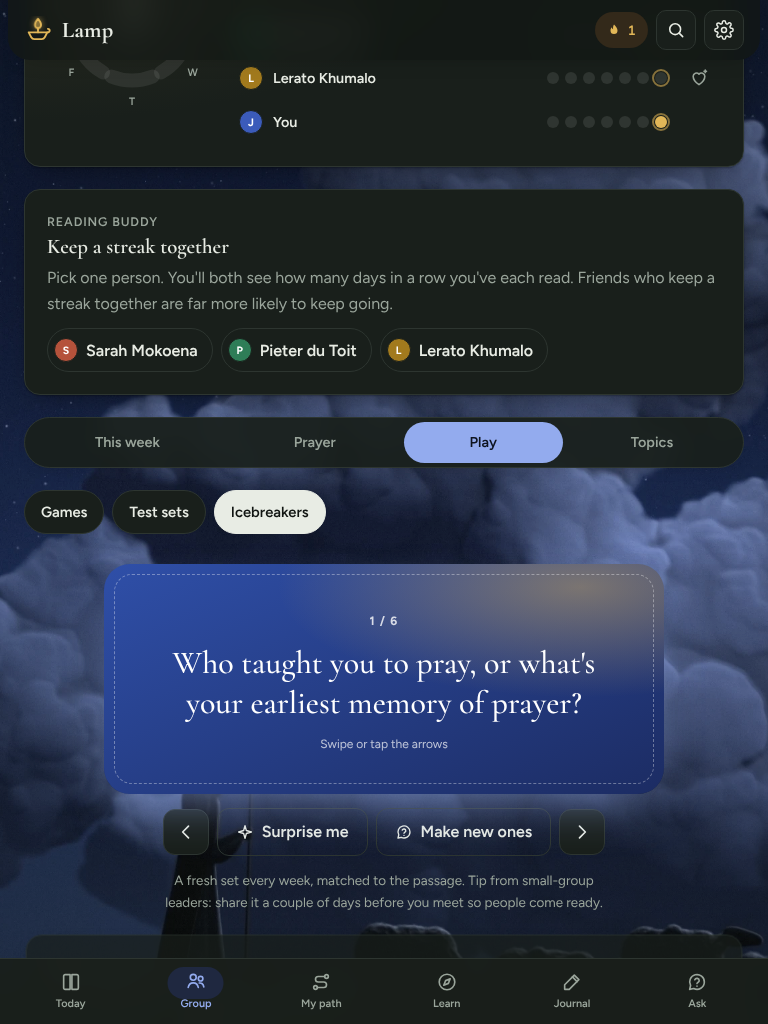 Lamp
1
F
W
T
L
Lerato Khumalo
J
You
READING BUDDY
Keep a streak together
Pick one person. You'll both see how many days in a row you've each read. Friends who keep a
streak together are far more likely to keep going.
S
Sarah Mokoena
P
Pieter du Toit
L
Lerato Khumalo
This week
Prayer
Play
Topics
Games
Test sets
Icebreakers
1 / 6
Who taught you to pray, or what's
your earliest memory of prayer?
Swipe or tap the arrows
Surprise me
Make new ones
A fresh set every week, matched to the passage. Tip from small-group
leaders: share it a couple of days before you meet so people come ready.
Today
Group
My path
Learn
Journal
Ask